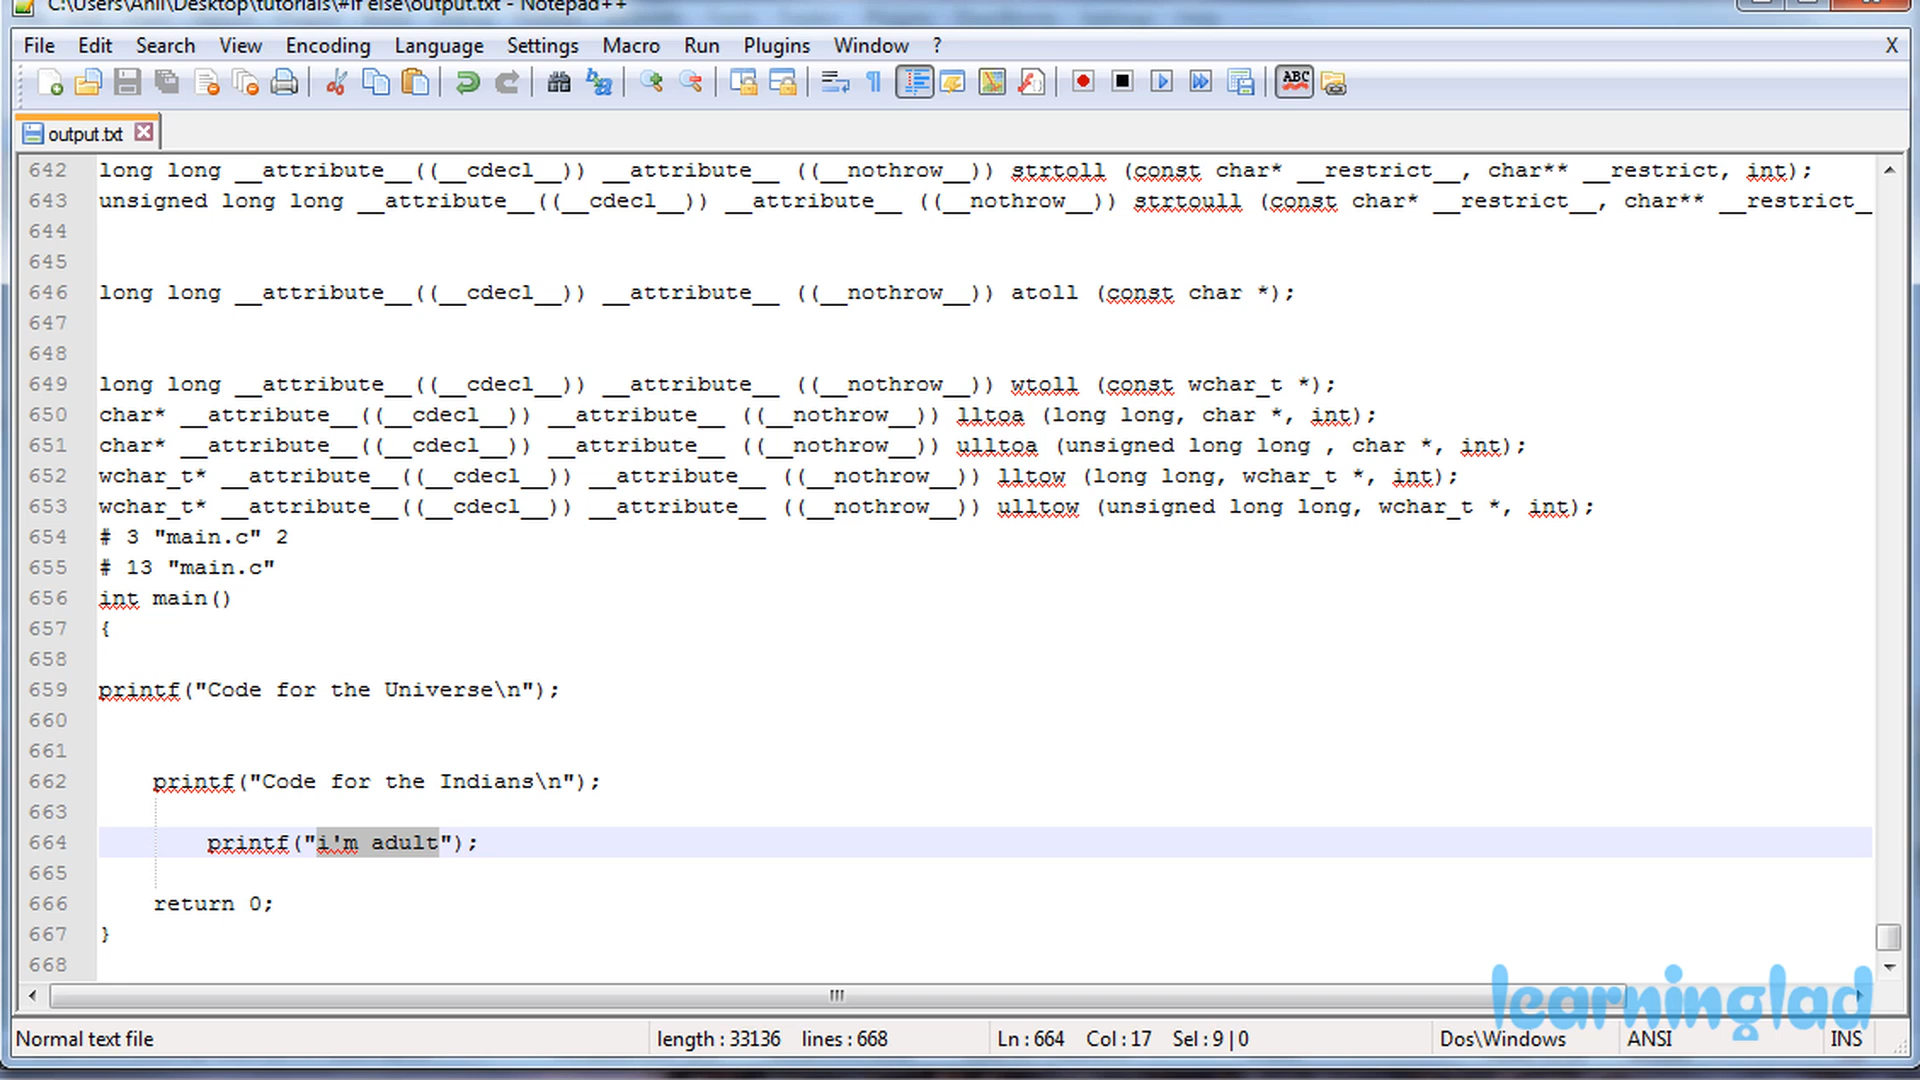 C:\Users\Anil\Desktop\tutorials\#if else\output.txt - Notepad++
File Edit Search View Encoding Language Settings Macro Run Plugins Window ? X
ABC
output.txt
642 long long __attribute__((__cdecl__)) __attribute__ ((__nothrow__)) strtoll (const char* __restrict__, char** __restrict, int);
643 unsigned long long __attribute__((__cdecl__)) __attribute__ ((__nothrow__)) strtoull (const char* __restrict__, char** __restrict_
644
645
646 long long __attribute__((__cdecl__)) __attribute__ ((__nothrow__)) atoll (const char *);
647
648
649 long long __attribute__((__cdecl__)) __attribute__ ((__nothrow__)) wtoll (const wchar_t *);
650 char* __attribute__((__cdecl__)) __attribute__ ((__nothrow__)) lltoa (long long, char *, int);
651 char* __attribute__((__cdecl__)) __attribute__ ((__nothrow__)) ulltoa (unsigned long long , char *, int);
652 wchar_t* __attribute__((__cdecl__)) __attribute__ ((__nothrow__)) lltow (long long, wchar_t *, int);
653 wchar_t* __attribute__((__cdecl__)) __attribute__ ((__nothrow__)) ulltow (unsigned long long, wchar_t *, int);
654 # 3 "main.c" 2
655 # 13 "main.c"
656 int main()
657 {
658
659 printf("Code for the Universe\n");
660
661
662 printf("Code for the Indians\n");
663
664 printf("i'm adult");
665
666 return 0;
667 }
668
learninglad
Normal text file length : 33136 lines : 668 Ln : 664 Col : 17 Sel : 9 | 0 Dos\Windows ANSI INS